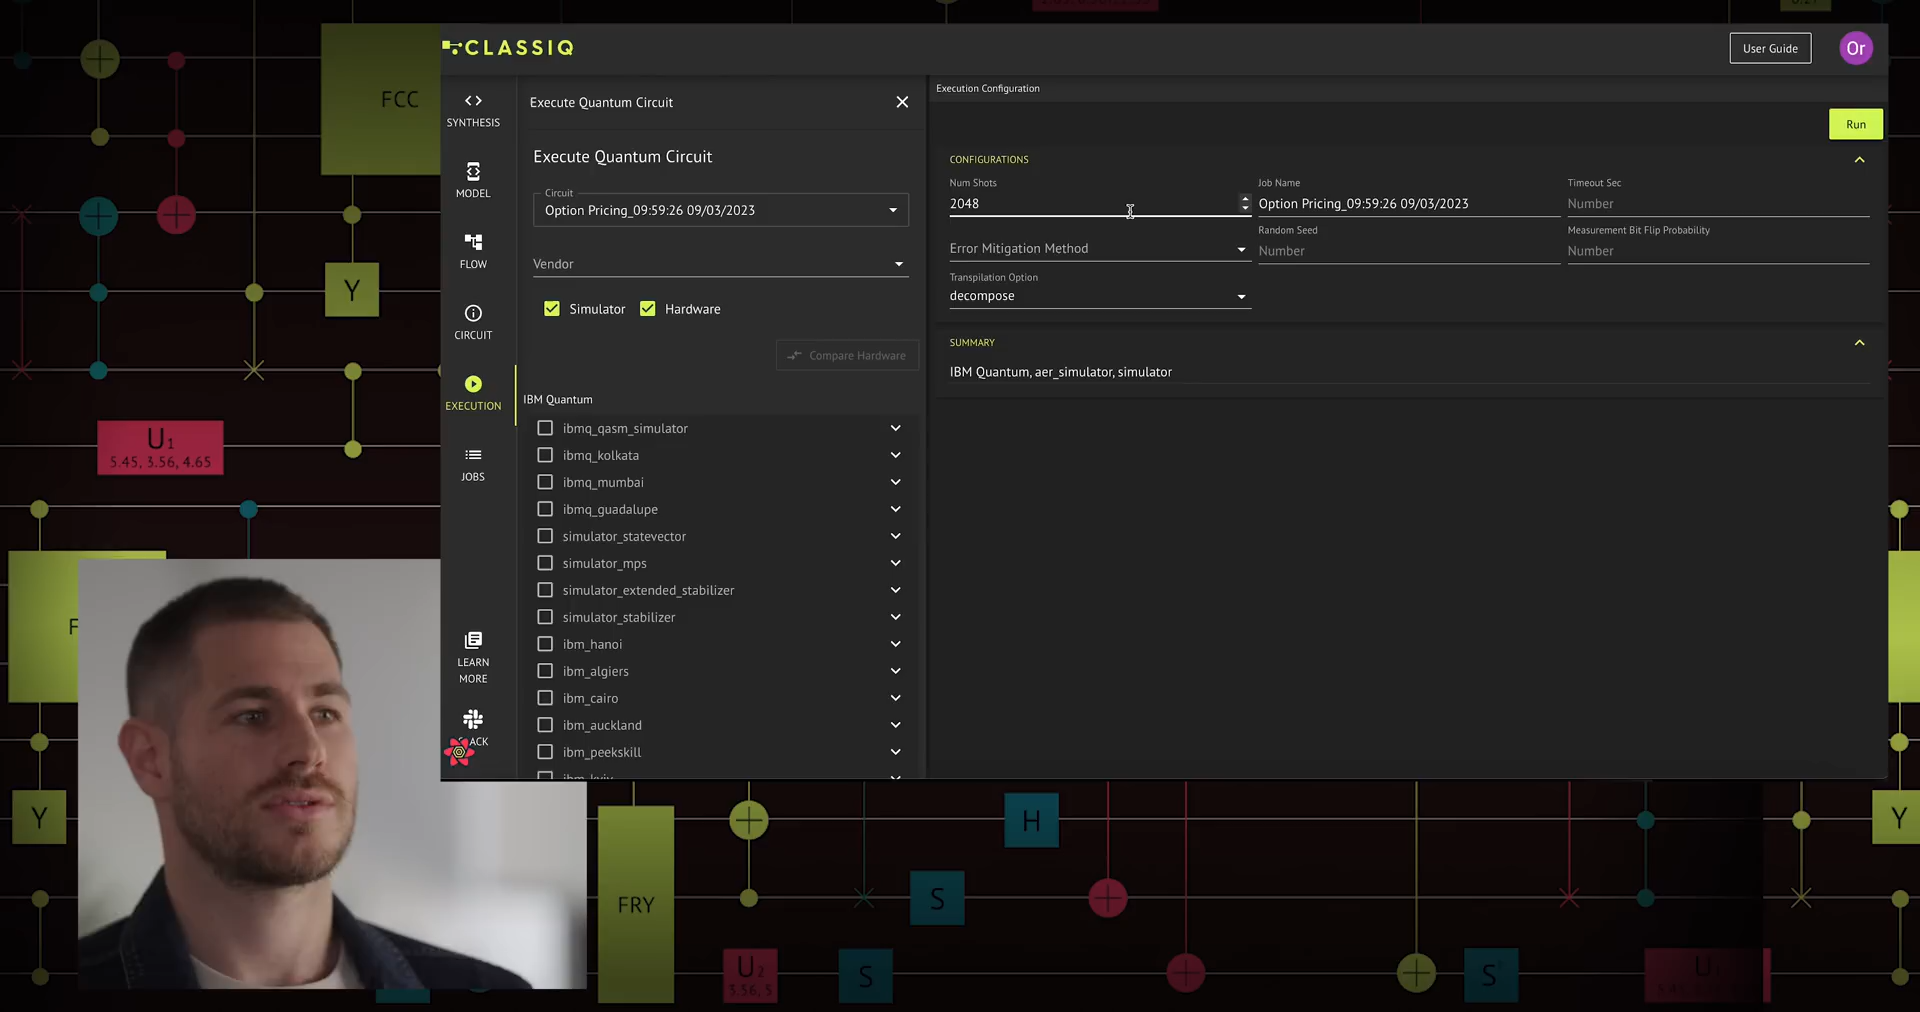 CLASSIQ
User Guide
Or
SYNTHESIS
MODEL
FLOW
CIRCUIT
EXECUTION
JOBS
LEARN
MORE
Execute Quantum Circuit
Execute Quantum Circuit
Circuit
Option Pricing_09:59:26 09/03/2023
Vendor
Simulator
Hardware
Compare Hardware
IBM Quantum
ibmq_qasm_simulator
ibmq_kolkata
ibmq_mumbai
ibmq_guadalupe
simulator_statevector
simulator_mps
simulator_extended_stabilizer
simulator_stabilizer
ibm_hanoi
ibm_algiers
ibm_cairo
ibm_auckland
ibm_peekskill
Execution Configuration
Run
CONFIGURATIONS
Num Shots
2048
Job Name
Option Pricing_09:59:26 09/03/2023
Timeout Sec
Number
Error Mitigation Method
Random Seed
Number
Measurement Bit Flip Probability
Number
Transpilation Option
decompose
SUMMARY
IBM Quantum, aer_simulator, simulator
FCC
Y
U1
5.45, 3.56, 4.65
F
Y
FRY
H
S
U2
3.56, 5
S
S
Y